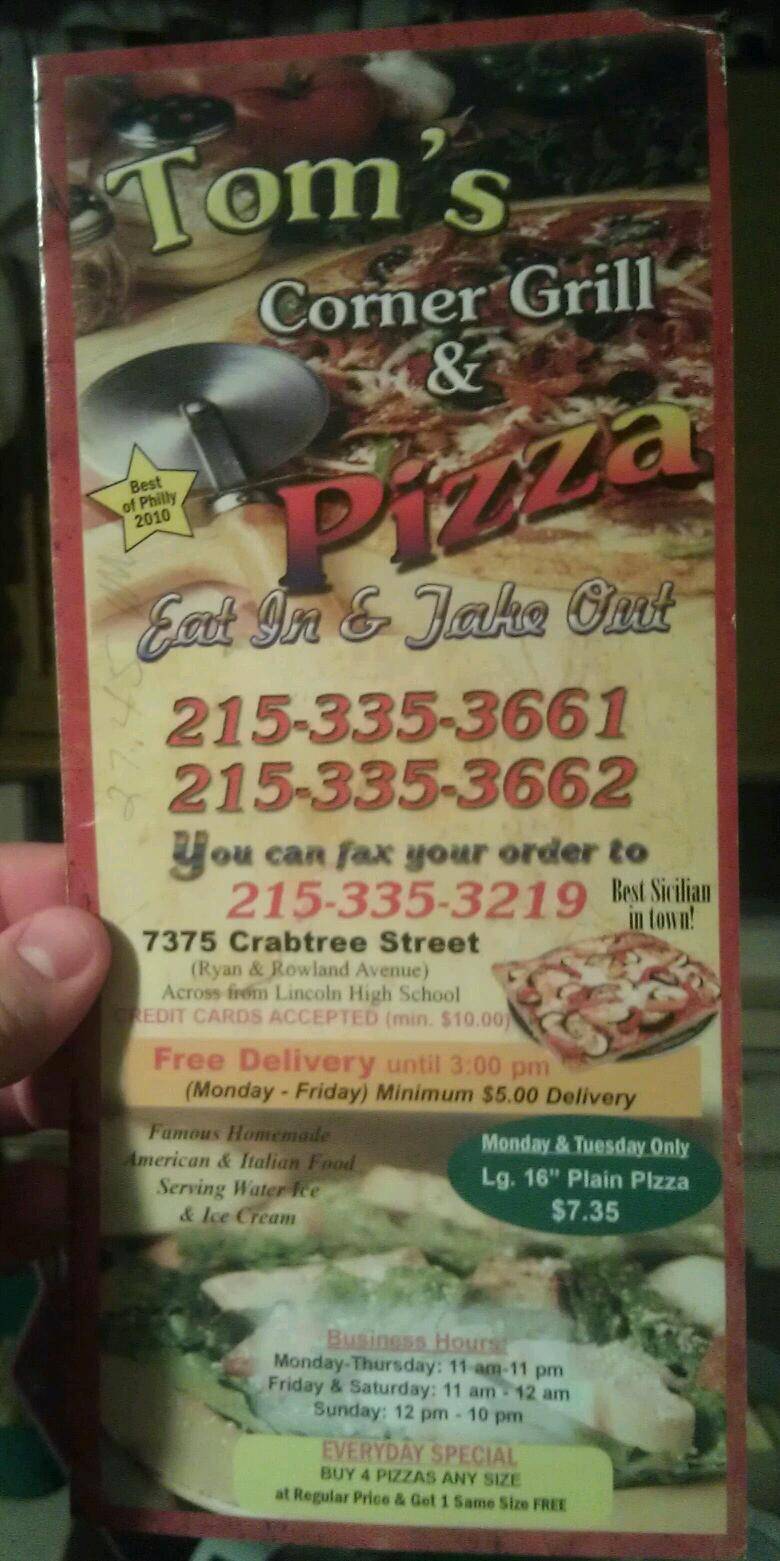 Tom's
Corner Grill
&
Pizza
Best
of Philly
2010
Eat In & Take Out
215-335-3661
215-335-3662
You can fax your order to
215-335-3219
Best Sicilian
in town!
7375 Crabtree Street
(Ryan & Rowland Avenue)
Across from Lincoln High School
CREDIT CARDS ACCEPTED (min. $10.00)
Free Delivery until 3:00 pm
(Monday - Friday) Minimum $5.00 Delivery
Famous Homemade
American & Italian Food
Serving Water Ice
& Ice Cream
Monday & Tuesday Only
Lg. 16" Plain PIzza
$7.35
Business Hours:
Monday-Thursday: 11 am-11 pm
Friday & Saturday: 11 am - 12 am
Sunday: 12 pm - 10 pm
EVERYDAY SPECIAL
BUY 4 PIZZAS ANY SIZE
at Regular Price & Get 1 Same Size FREE
27.45